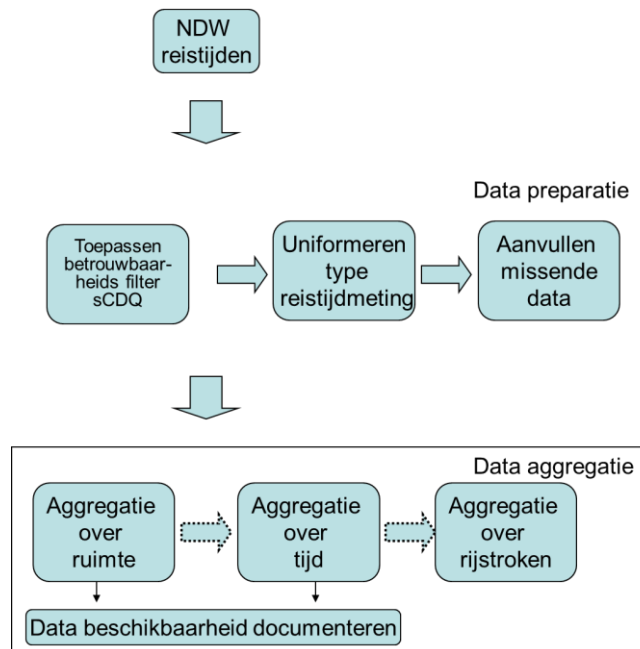 NDW
reistijden
Data preparatie
Toepassen
betrouwbaar-
heids filter
sCDQ
Uniformeren
type
reistijdmeting
Aanvullen
missende
data
Data aggregatie
Aggregatie
over
ruimte
Aggregatie
over
tijd
Aggregatie
over
rijstroken
Data beschikbaarheid documenteren